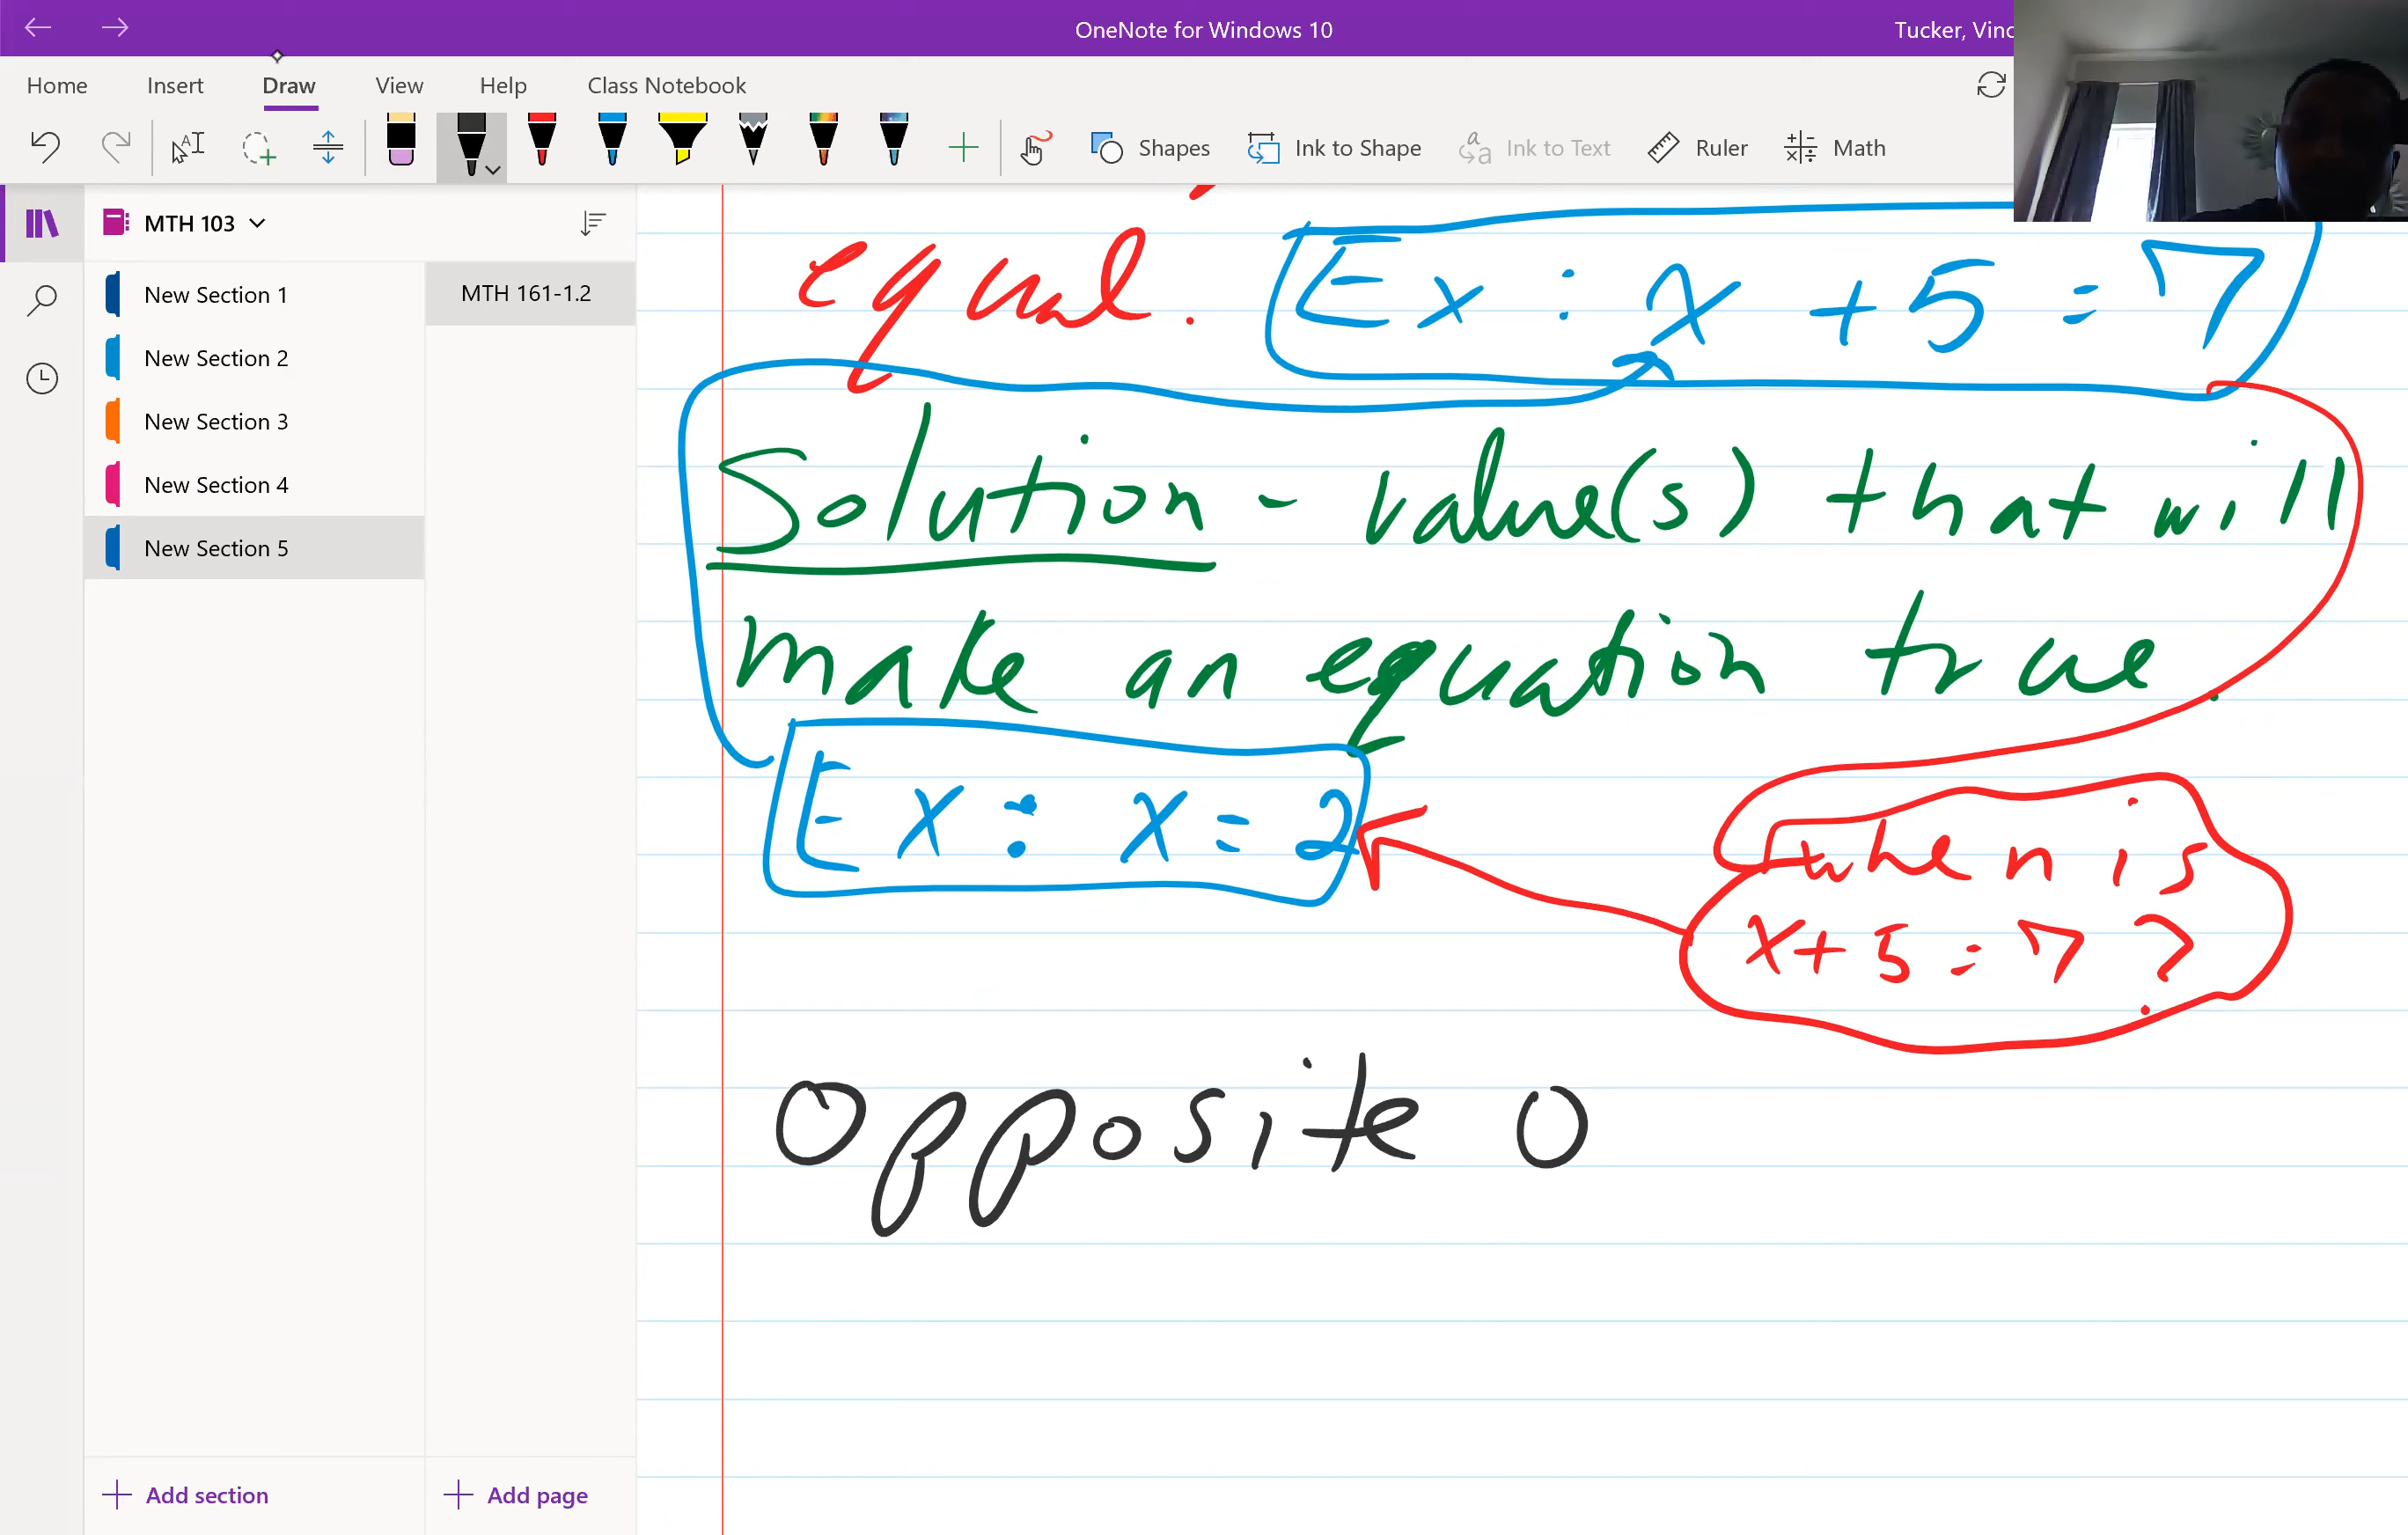 OneNote for Windows 10
Tucker, Vinc
Home Insert Draw View Help Class Notebook
Shapes Ink to Shape Ink to Text Ruler Math
MTH 103
New Section 1
New Section 2
New Section 3
New Section 4
New Section 5
MTH 161-1.2
Add section
Add page
equal. Ex: x + 5 = 7
Solution - value(s) that will
make an equation true.
Ex: x = 2
when is
x + 5 = 7 ?
Opposite O